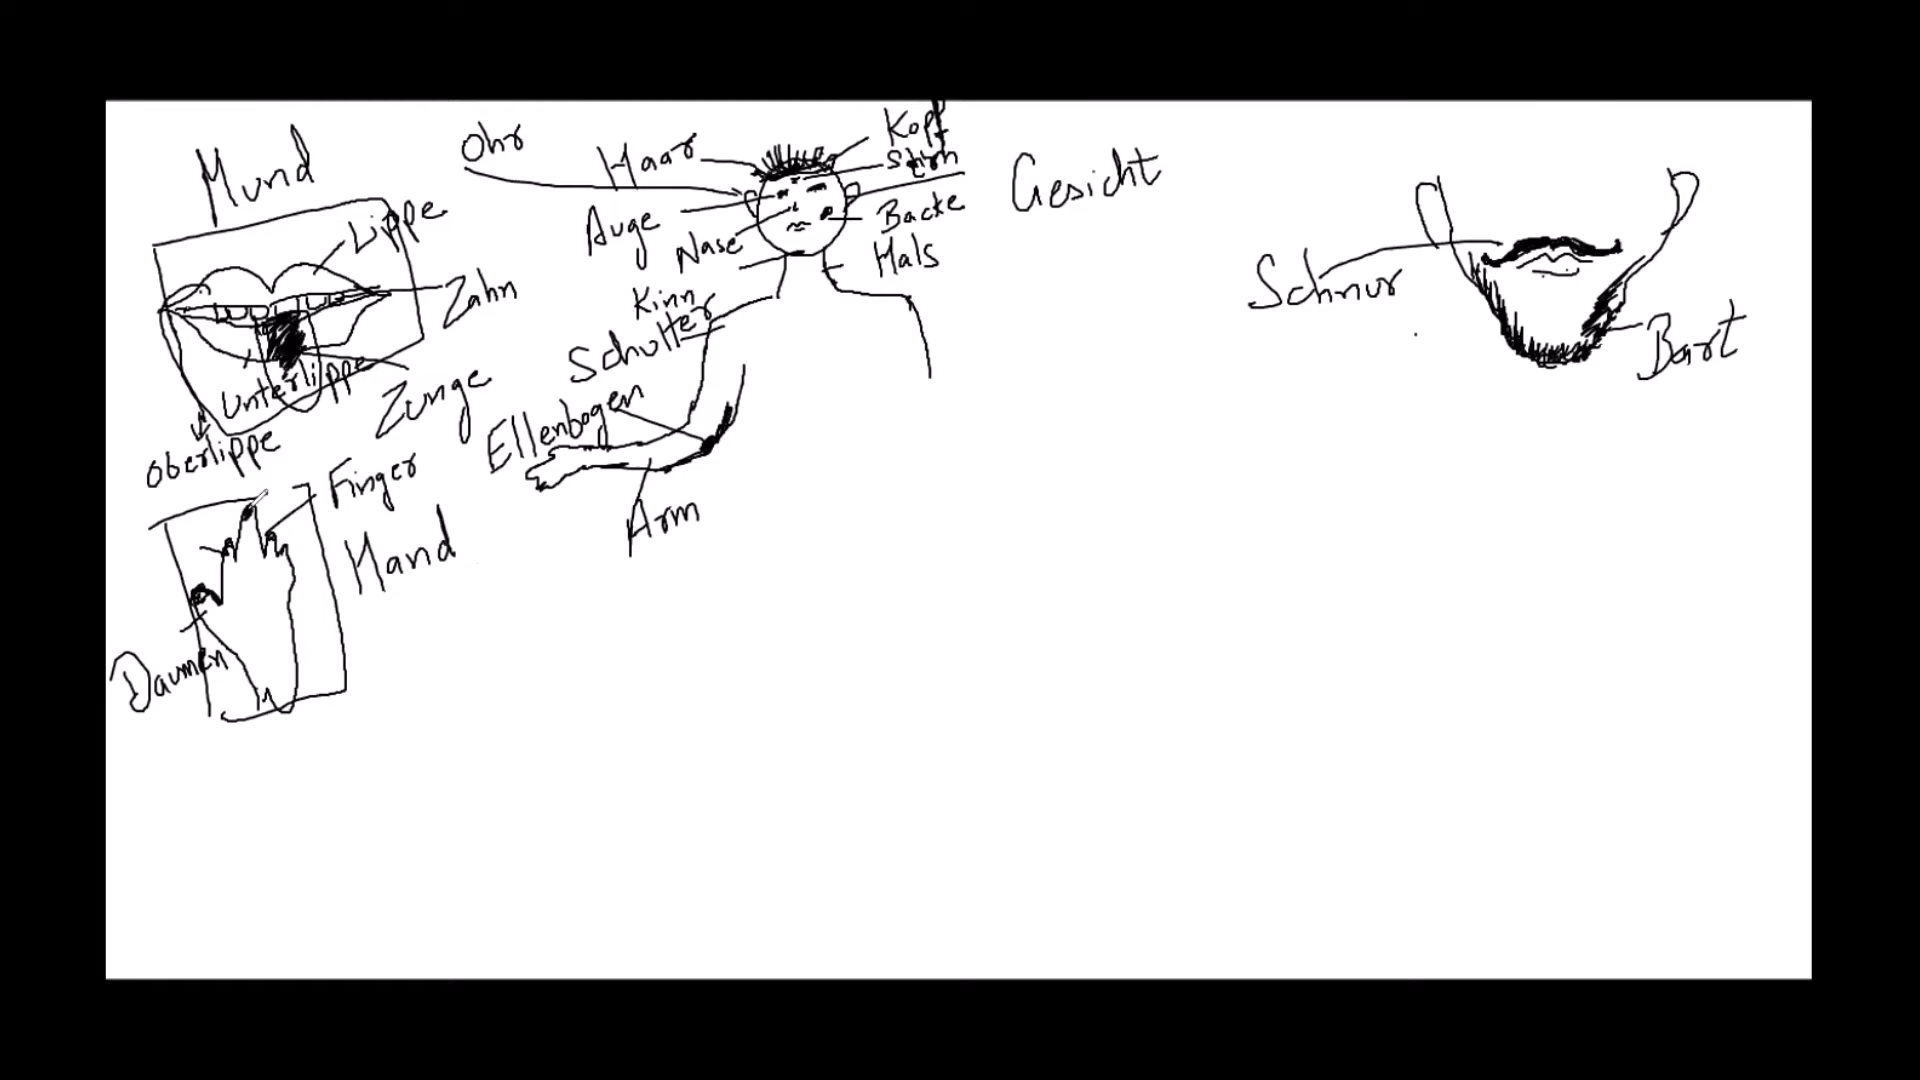 Mund
Lippe
Zahn
Unterlippe
Zunge
Oberlippe
Finger
Hand
Daumen
Ohr
Haar
Kopf
Stirn
Auge
Nase
Backe
Hals
Kinn
Schulter
Ellenbogen
Arm
Gesicht
Schnur
Bart